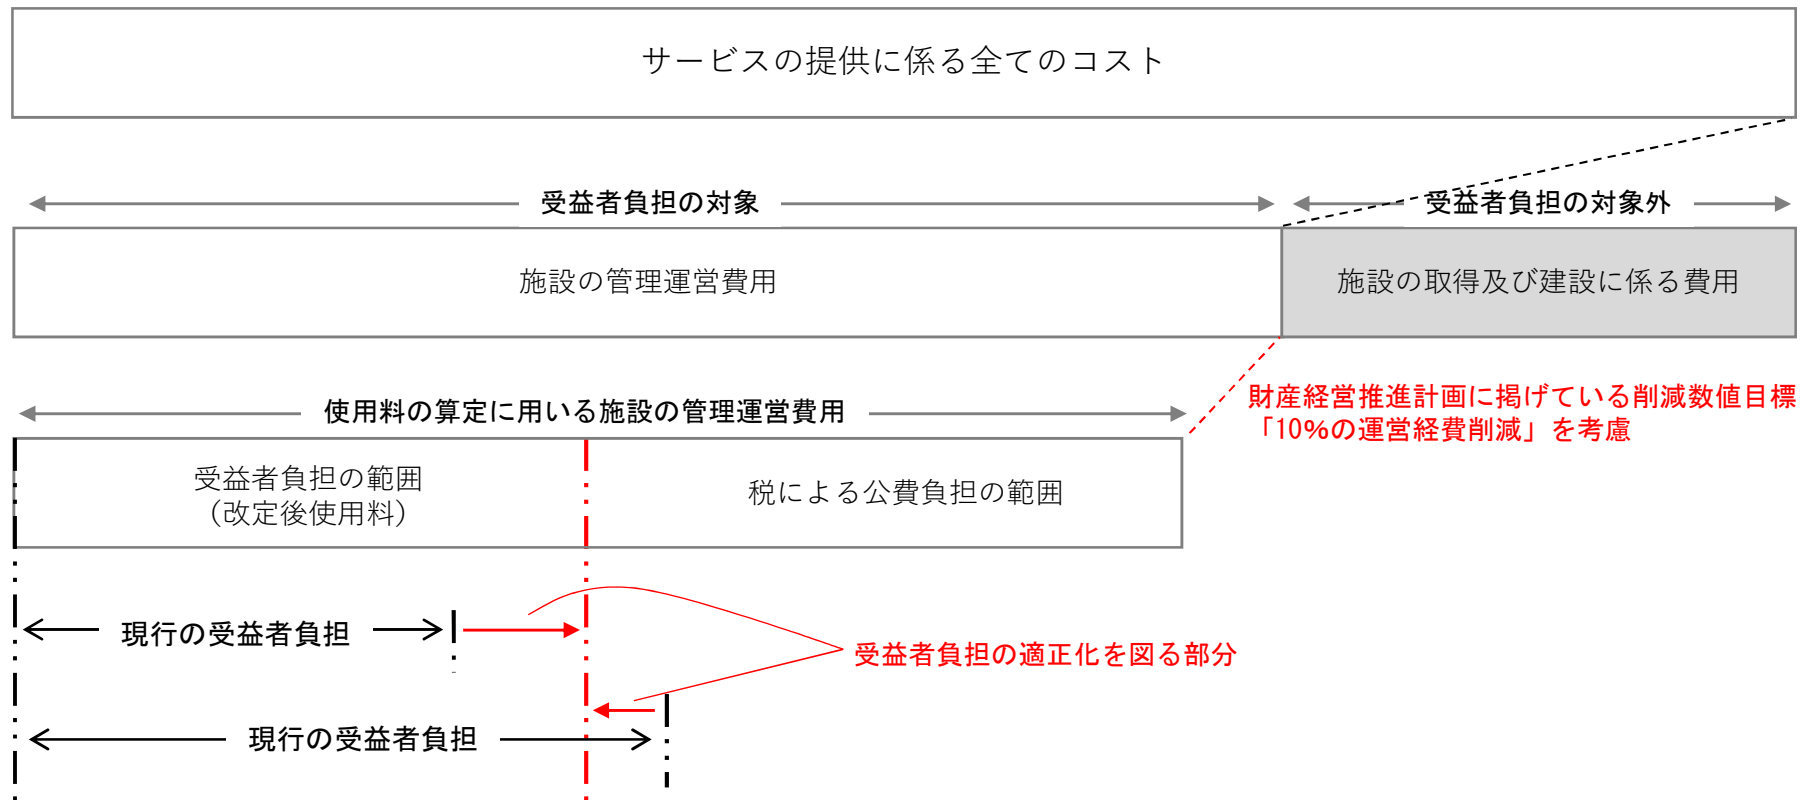 サービスの提供に係る全てのコスト
受益者負担の対象
受益者負担の対象外
施設の管理運営費用
施設の取得及び建設に係る費用
使用料の算定に用いる施設の管理運営費用
財産経営推進計画に掲げている削減数値目標
「10%の運営経費削減」を考慮
受益者負担の範囲
(改定後使用料)
税による公費負担の範囲
現行の受益者負担
受益者負担の適正化を図る部分
現行の受益者負担